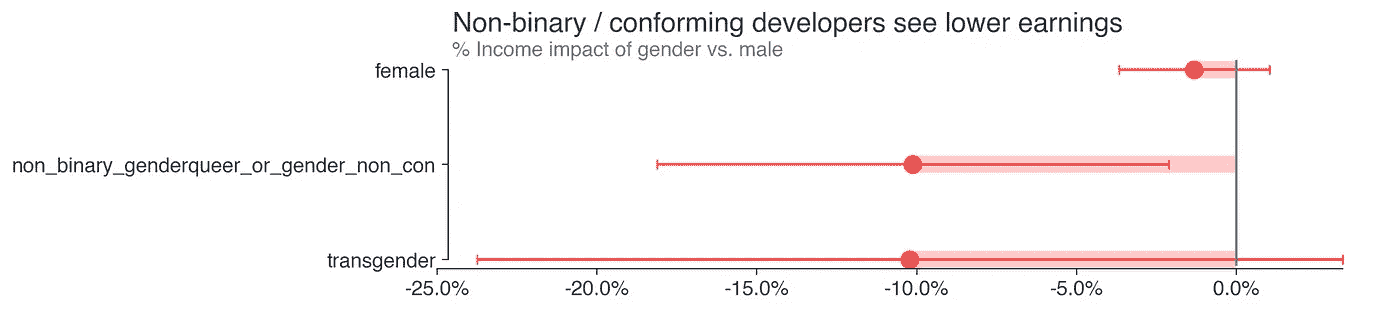 Non-binary / conforming developers see lower earnings
% Income impact of gender vs. male
female
non_binary_genderqueer_or_gender_non_con
transgender
-25.0% -20.0% -15.0% -10.0% -5.0% 0.0%